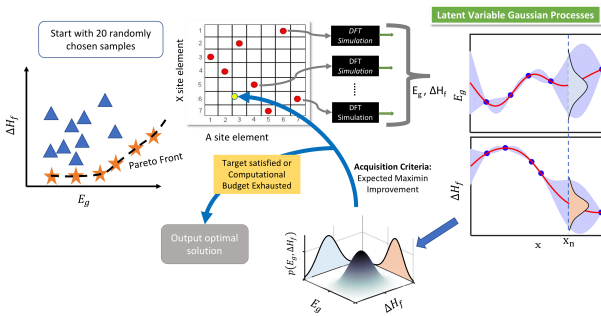 Start with 20 randomly
chosen samples
ΔH_f
E_g
Pareto Front
X site element
1
2
3
4
5
6
7
1 2 3 4 5 6 7
A site element
DFT
Simulation
DFT
Simulation
......
DFT
Simulation
E_g , ΔH_f
Latent Variable Gaussian Processes
E_g
ΔH_f
x
x_n
Acquisition Criteria:
Expected Maximin
Improvement
Target satisfied or
Computational
Budget Exhausted
Output optimal
solution
p(E_g, ΔH_f)
E_g
ΔH_f